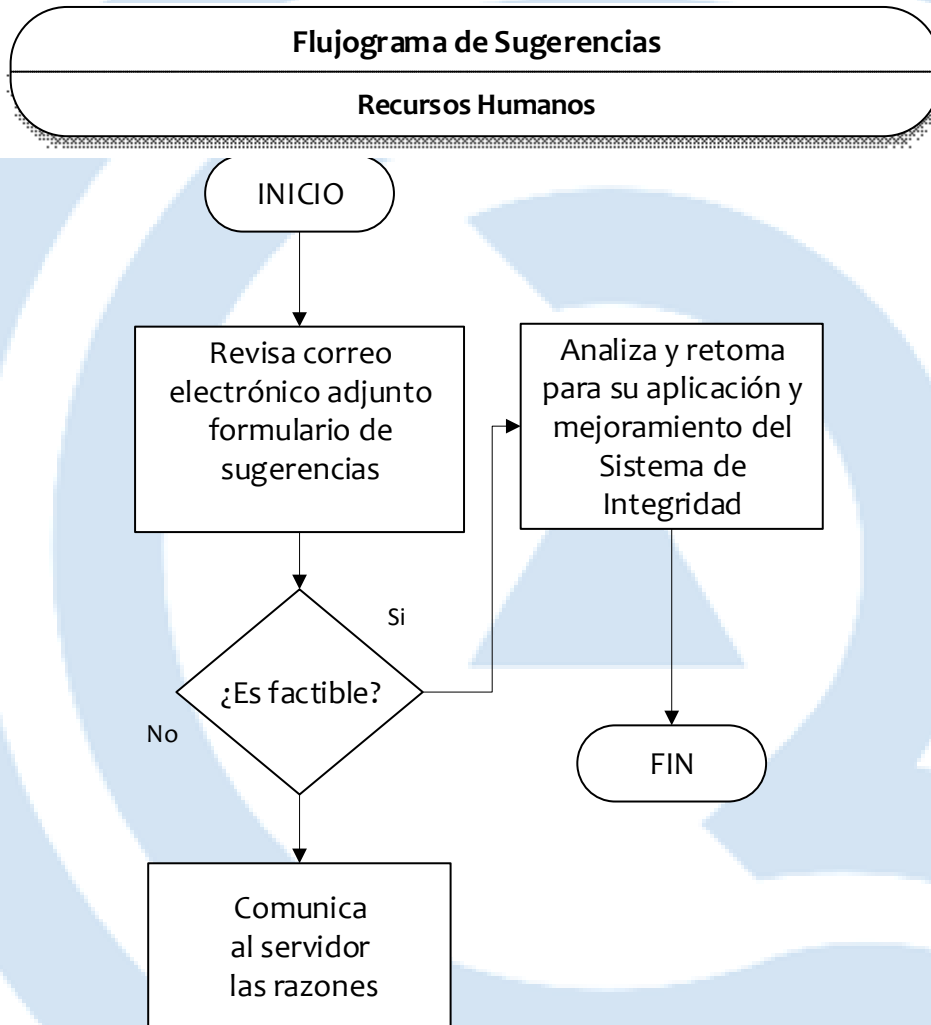 Flujograma de Sugerencias
Recursos Humanos
INICIO
Revisa correo
electrónico adjunto
formulario de
sugerencias
Analiza y retoma
para su aplicación y
mejoramiento del
Sistema de
Integridad
Si
¿Es factible?
No
FIN
Comunica
al servidor
las razones